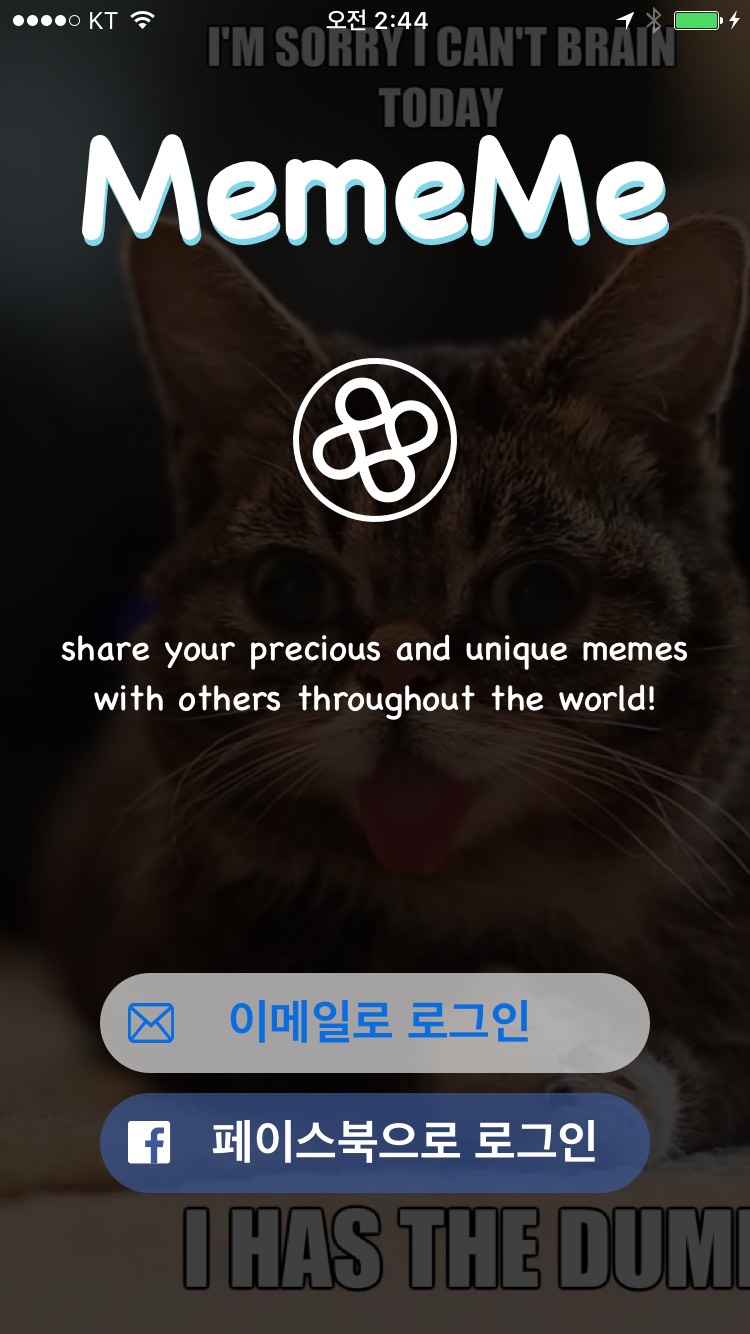 KT 오전 2:44
I'M SORRY I CAN'T BRAIN
TODAY
MemeMe
share your precious and unique memes
with others throughout the world!
이메일로 로그인
페이스북으로 로그인
I HAS THE DUM